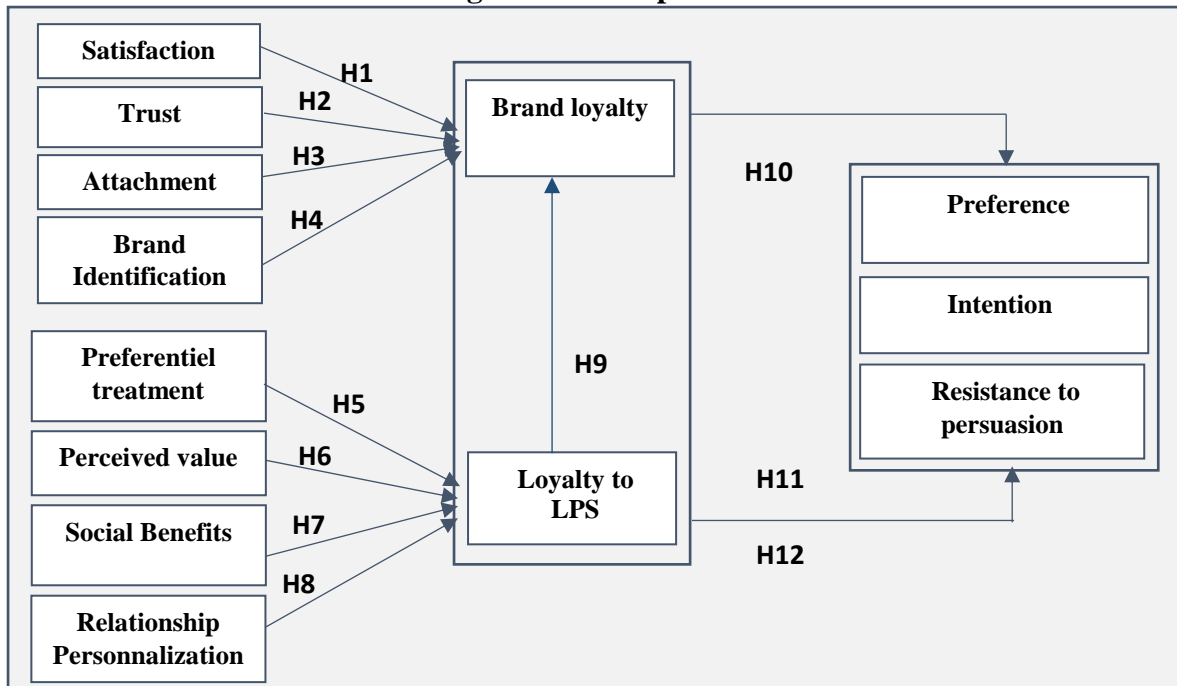 Satisfaction
H1
Trust
H2
Attachment
H3
Brand
Identification
H4
Preferentiel
treatment
H5
Perceived value
H6
Social Benefits
H7
Relationship
Personnalization
H8
Brand loyalty
H9
Loyalty to
LPS
H10
Preference
Intention
Resistance to
persuasion
H11
H12